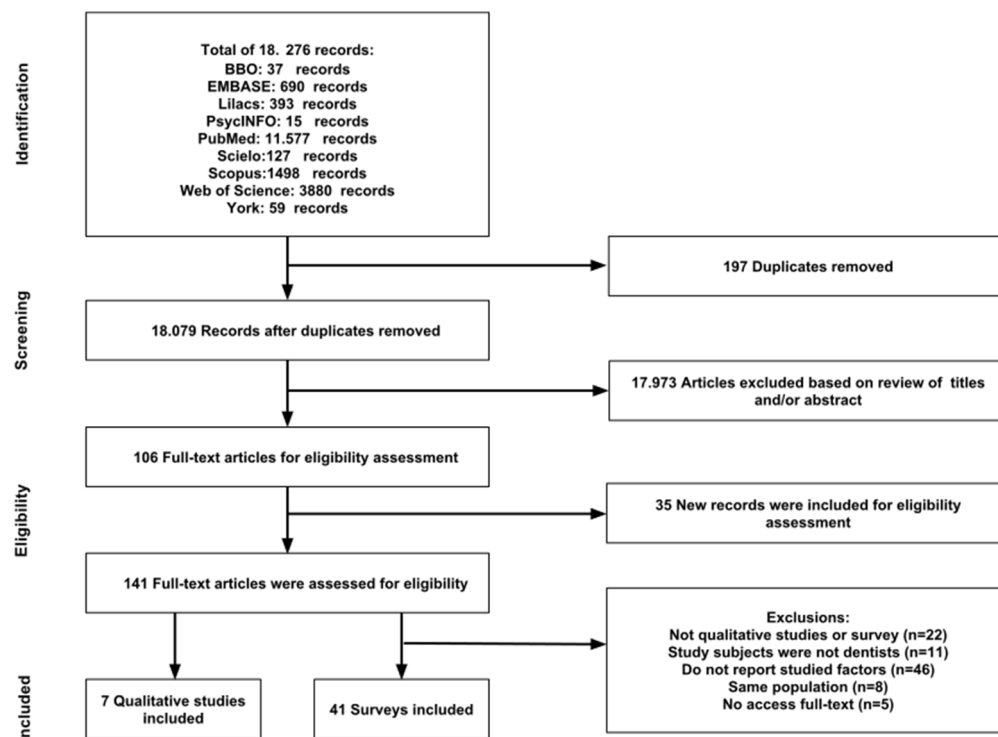 Identification
Total of 18. 276 records:
BBO: 37 records
EMBASE: 690 records
Lilacs: 393 records
PsycINFO: 15 records
PubMed: 11.577 records
Scielo:127 records
Scopus:1498 records
Web of Science: 3880 records
York: 59 records
197 Duplicates removed
Screening
18.079 Records after duplicates removed
17.973 Articles excluded based on review of titles
and/or abstract
106 Full-text articles for eligibility assessment
Eligibility
35 New records were included for eligibility
assessment
141 Full-text articles were assessed for eligibility
Exclusions:
Not qualitative studies or survey (n=22)
Study subjects were not dentists (n=11)
Do not report studied factors (n=46)
Same population (n=8)
No access full-text (n=5)
Included
7 Qualitative studies
included
41 Surveys included